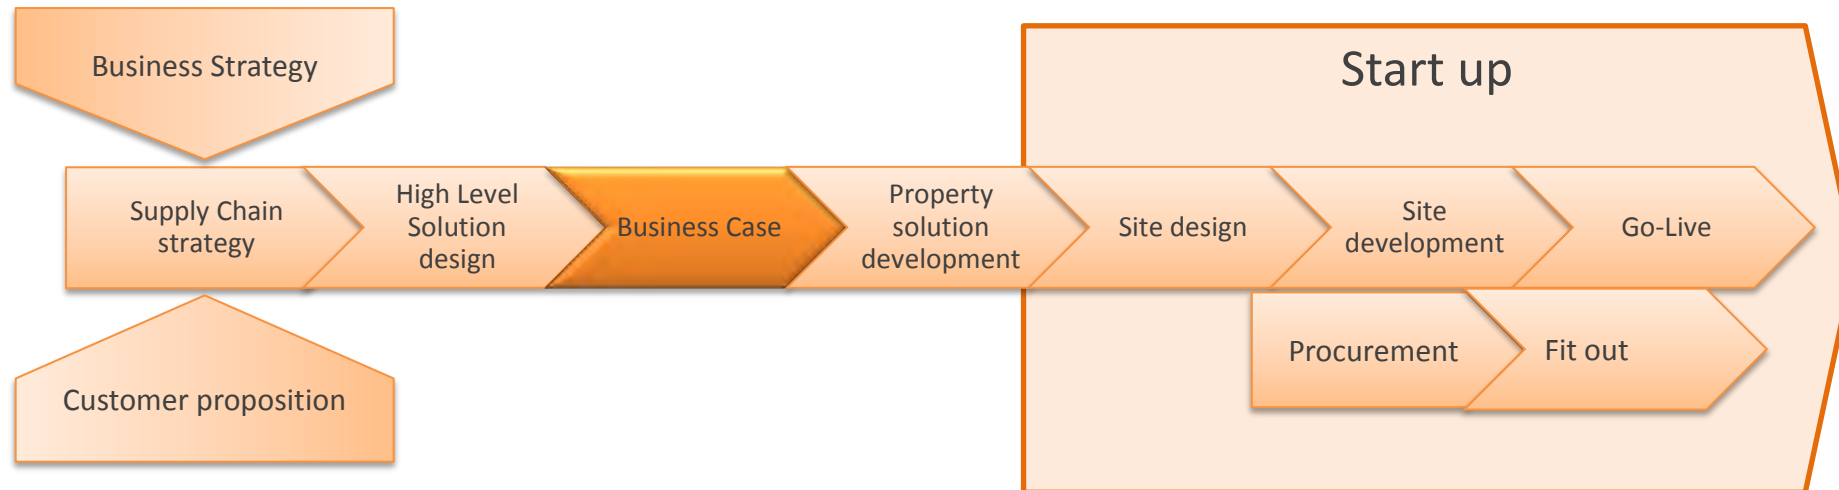 Business Strategy
Start up
Supply Chain
strategy
High Level
Solution
design
Business Case
Property
solution
development
Site design
Site
development
Go-Live
Procurement
Fit out
Customer proposition